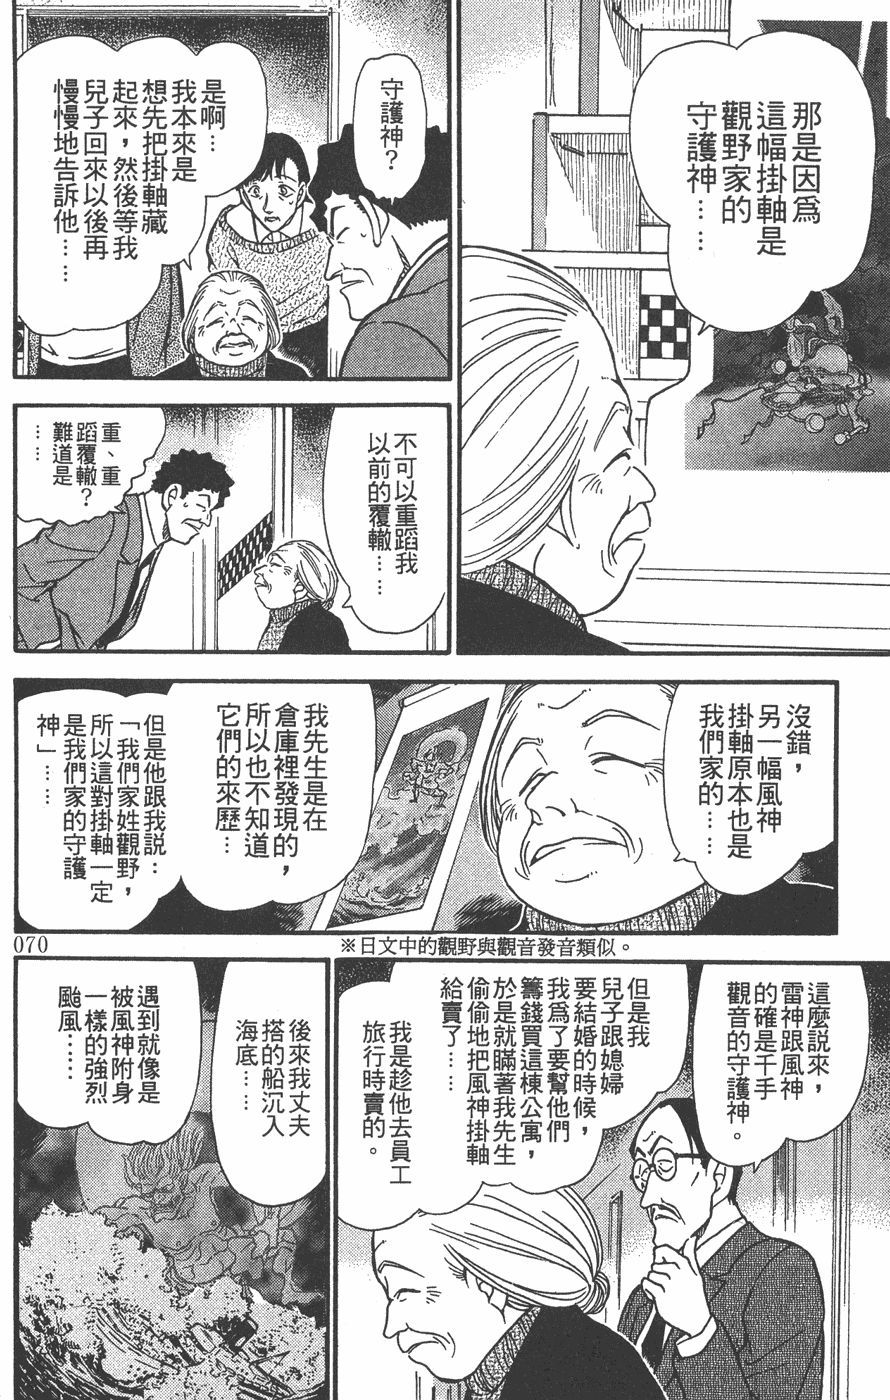 那是因為
這幅掛軸是
觀野家的
守護神……
守護神？
是啊…
我本來是
想先把掛軸藏
起來，然後等我
兒子回來以後再
慢慢地告訴他……
不可以重蹈我
以前的覆轍……
重、重
蹈覆轍？
難道是
……
沒錯，
另一幅風神
掛軸原本也是
我們家的……
我先生是在
倉庫裡發現的，
所以也不知道
它們的來歷…
但是他跟我說：
「我們家姓觀野，
所以這對掛軸一定
是我們家的守護
神」……
※日文中的觀野與觀音發音類似。
070
這麼說來，
雷神跟風神
的確是千手
觀音的守護神。
但是我
兒子跟媳婦
要結婚的時候，
我為了要幫他們
籌錢買這棟公寓，
於是就瞞著我先生
偷偷地把風神掛軸
給賣了……
我是趁他去員工
旅行時賣的。
後來我丈夫
搭的船沉入
海底……
遇到就像是
被風神附身
一樣的強烈
颱風……